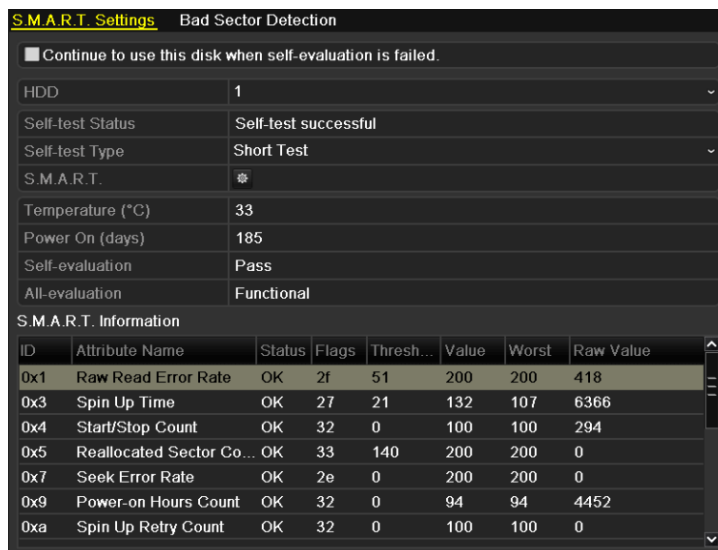 S.M.A.R.T. Settings Bad Sector Detection
Continue to use this disk when self-evaluation is failed.
HDD 1
Self-test Status Self-test successful
Self-test Type Short Test
S.M.A.R.T.
Temperature (°C) 33
Power On (days) 185
Self-evaluation Pass
All-evaluation Functional
S.M.A.R.T. Information
ID Attribute Name Status Flags Thresh... Value Worst Raw Value
0x1 Raw Read Error Rate OK 2f 51 200 200 418
0x3 Spin Up Time OK 27 21 132 107 6366
0x4 Start/Stop Count OK 32 0 100 100 294
0x5 Reallocated Sector Co... OK 33 140 200 200 0
0x7 Seek Error Rate OK 2e 0 200 200 0
0x9 Power-on Hours Count OK 32 0 94 94 4452
0xa Spin Up Retry Count OK 32 0 100 100 0